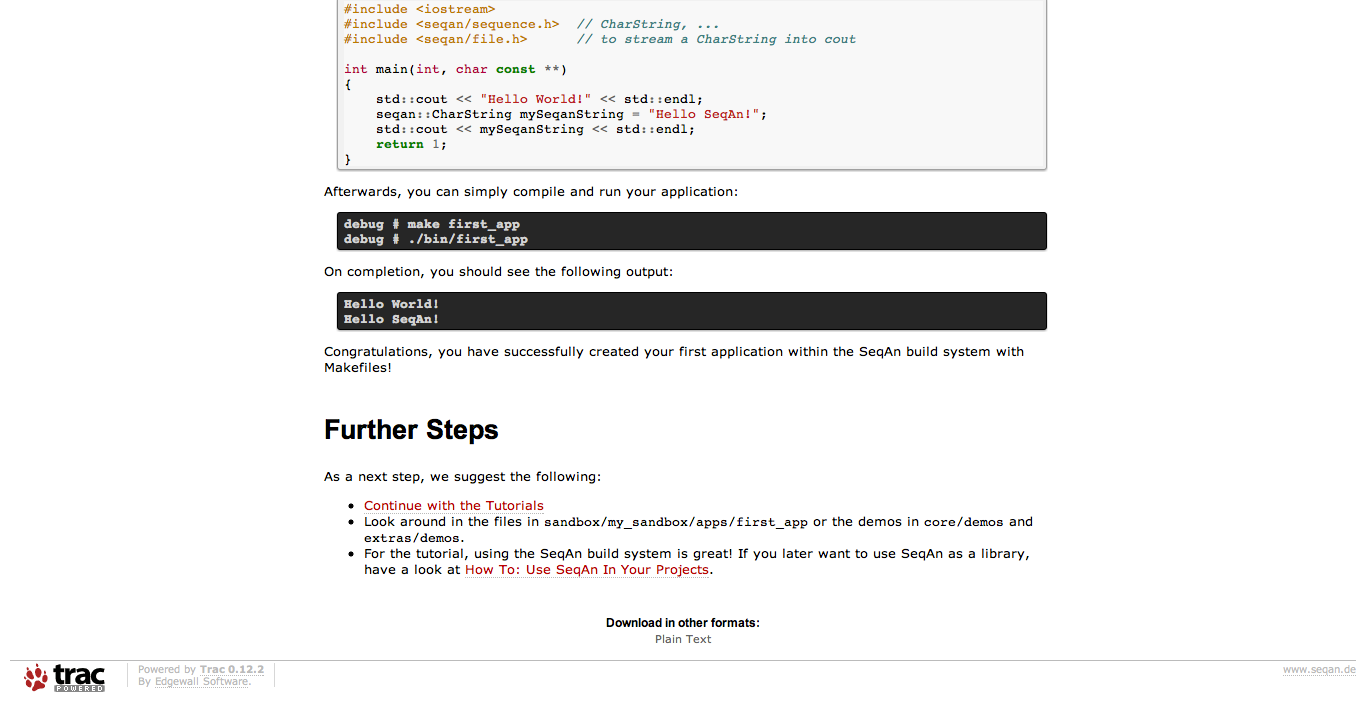 #include <iostream>
#include <seqan/sequence.h>  // CharString, ...
#include <seqan/file.h>      // to stream a CharString into cout
int main(int, char const **)
{
    std::cout << "Hello World!" << std::endl;
    seqan::CharString mySeqanString = "Hello SeqAn!";
    std::cout << mySeqanString << std::endl;
    return 1;
}
Afterwards, you can simply compile and run your application:
debug # make first_app
debug # ./bin/first_app
On completion, you should see the following output:
Hello World!
Hello SeqAn!
Congratulations, you have successfully created your first application within the SeqAn build system with
Makefiles!
Further Steps
As a next step, we suggest the following:
• Continue with the Tutorials
• Look around in the files in sandbox/my_sandbox/apps/first_app or the demos in core/demos and
extras/demos.
• For the tutorial, using the SeqAn build system is great! If you later want to use SeqAn as a library,
have a look at How To: Use SeqAn In Your Projects.
Download in other formats:
Plain Text
trac
POWERED
Powered by Trac 0.12.2
By Edgewall Software.
www.seqan.de